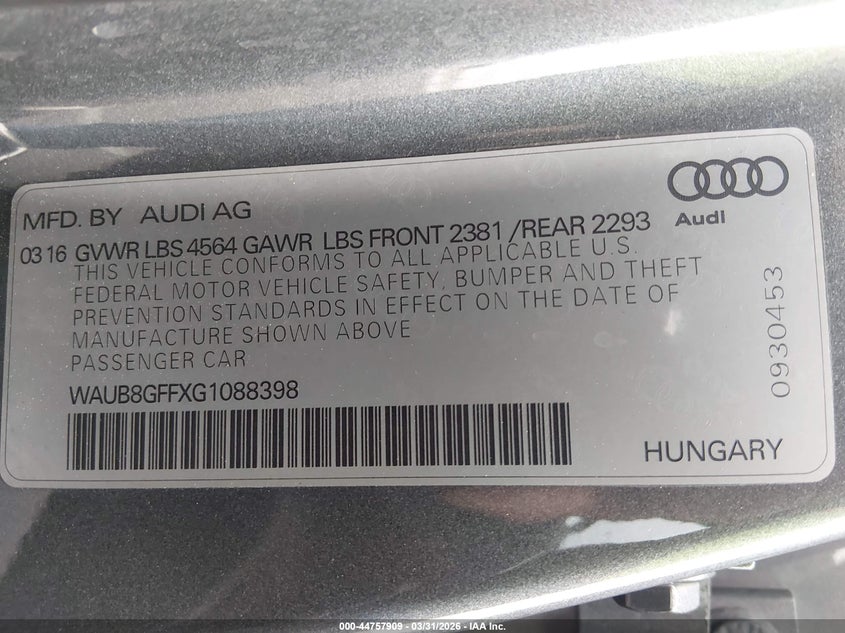 MFD. BY AUDI AG
Audi
03 16 GVWR LBS 4564 GAWR LBS FRONT 2381 /REAR 2293
THIS VEHICLE CONFORMS TO ALL APPLICABLE U.S.
FEDERAL MOTOR VEHICLE SAFETY, BUMPER AND THEFT
PREVENTION STANDARDS IN EFFECT ON THE DATE OF
MANUFACTURE SHOWN ABOVE
PASSENGER CAR
WAUB8GFFXG1088398
0930453
HUNGARY
000-44757909 - 03/31/2026 - IAA Inc.